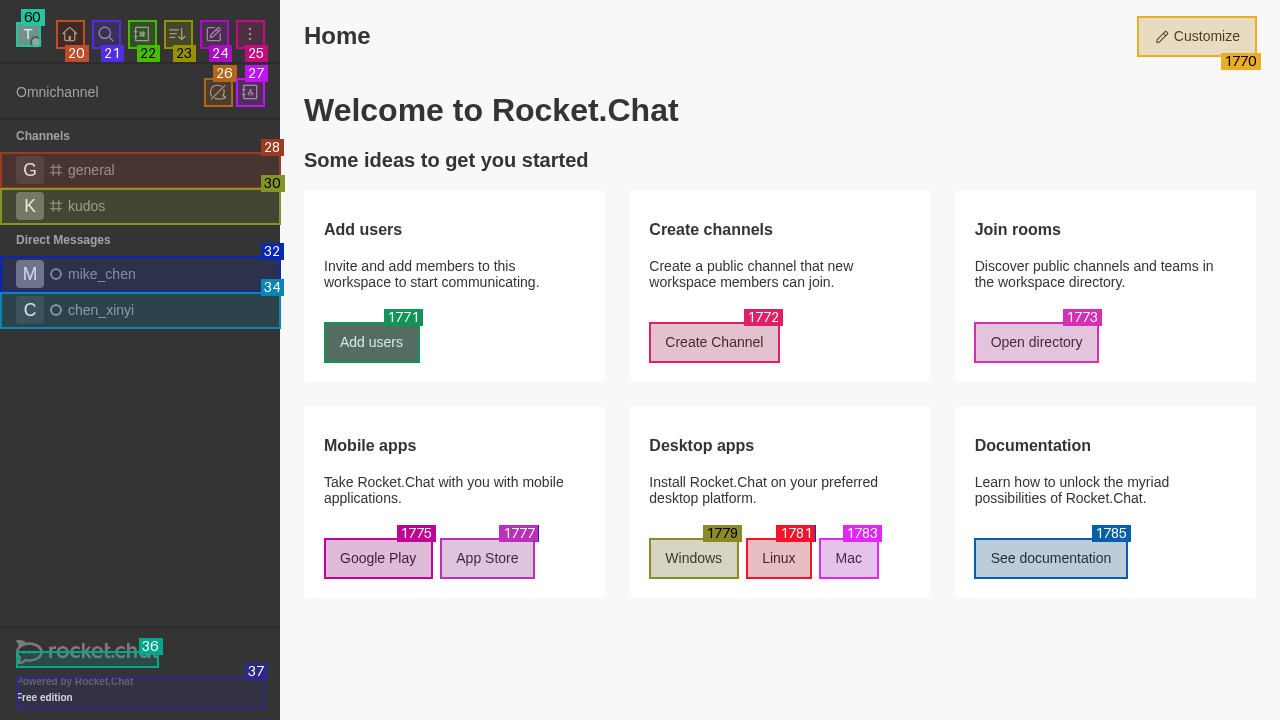 60
T
20
21
22
23
24
25
Home
Customize
1770
26
27
Omnichannel
Welcome to Rocket.Chat
Some ideas to get you started
Channels
28
G general
30
K kudos
Direct Messages
32
M mike_chen
34
C chen_xinyi
Add users
Invite and add members to this
workspace to start communicating.
1771
Add users
Create channels
Create a public channel that new
workspace members can join.
1772
Create Channel
Join rooms
Discover public channels and teams in
the workspace directory.
1773
Open directory
Mobile apps
Take Rocket.Chat with you with mobile
applications.
1775
1777
Google Play
App Store
Desktop apps
Install Rocket.Chat on your preferred
desktop platform.
1779
1781
1783
Windows
Linux
Mac
Documentation
Learn how to unlock the myriad
possibilities of Rocket.Chat.
1785
See documentation
36
rocket.chat
37
Powered by Rocket.Chat
Free edition